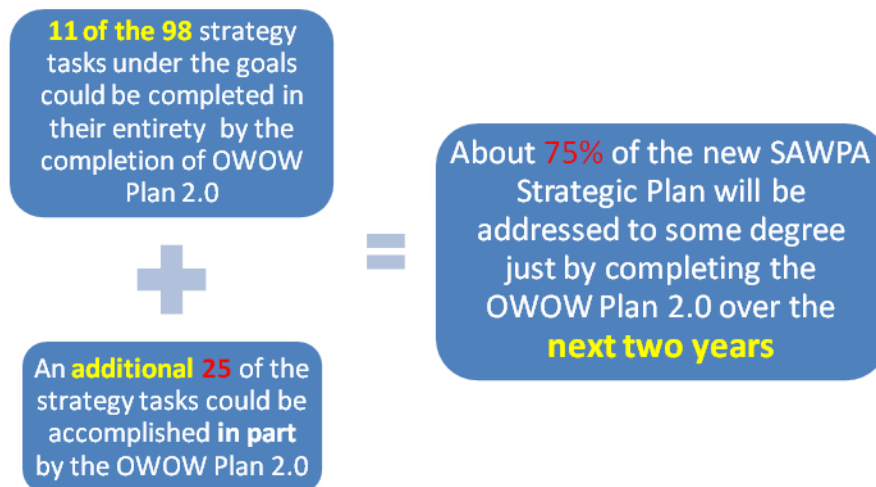 11 of the 98 strategy
tasks under the goals
could be completed in
their entirety by the
completion of OWOW
Plan 2.0
An additional 25 of the
strategy tasks could be
accomplished in part
by the OWOW Plan 2.0
About 75% of the new SAWPA
Strategic Plan will be
addressed to some degree
just by completing the
OWOW Plan 2.0 over the
next two years